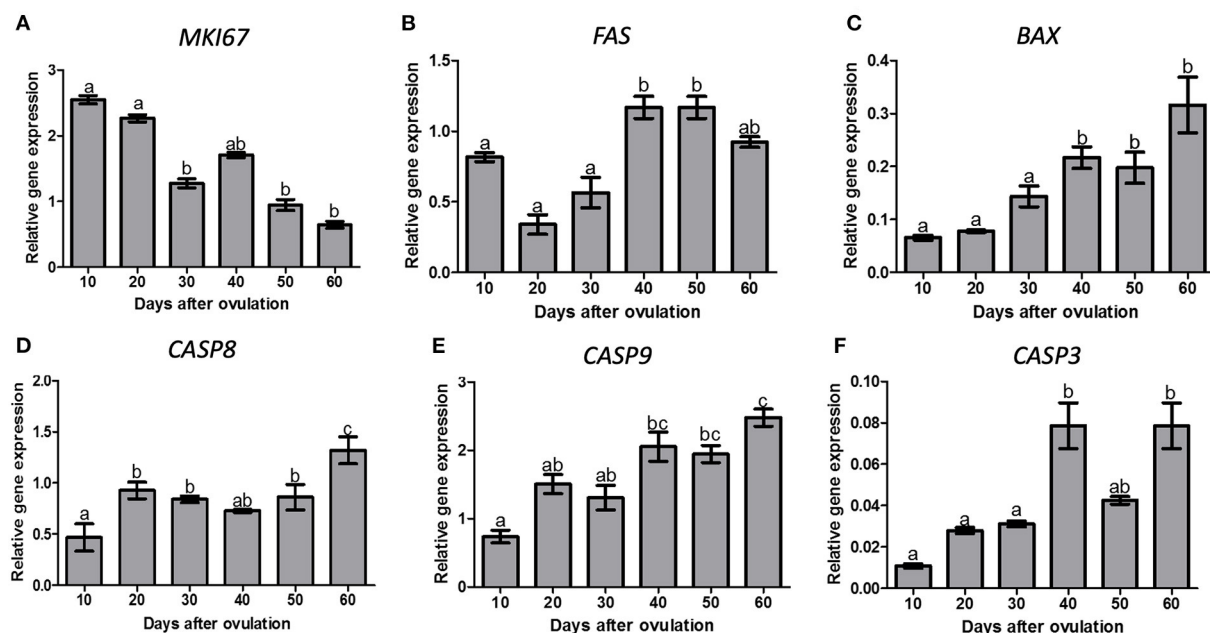 A
MKI67
Relative gene expression
3
2
1
0
a
a
b
ab
b
b
10 20 30 40 50 60
Days after ovulation
B
FAS
Relative gene expression
1.5
1.0
0.5
0.0
a
a
a
b
b
ab
10 20 30 40 50 60
Days after ovulation
C
BAX
Relative gene expression
0.4
0.3
0.2
0.1
0.0
a
a
a
b
b
b
10 20 30 40 50 60
Days after ovulation
D
CASP8
Relative gene expression
2.0
1.5
1.0
0.5
0.0
a
b
b
ab
b
c
10 20 30 40 50 60
Days after ovulation
E
CASP9
Relative gene expression
3
2
1
0
a
ab
ab
bc
bc
c
10 20 30 40 50 60
Days after ovulation
F
CASP3
Relative gene expression
0.10
0.08
0.06
0.04
0.02
0.00
a
a
a
b
ab
b
10 20 30 40 50 60
Days after ovulation